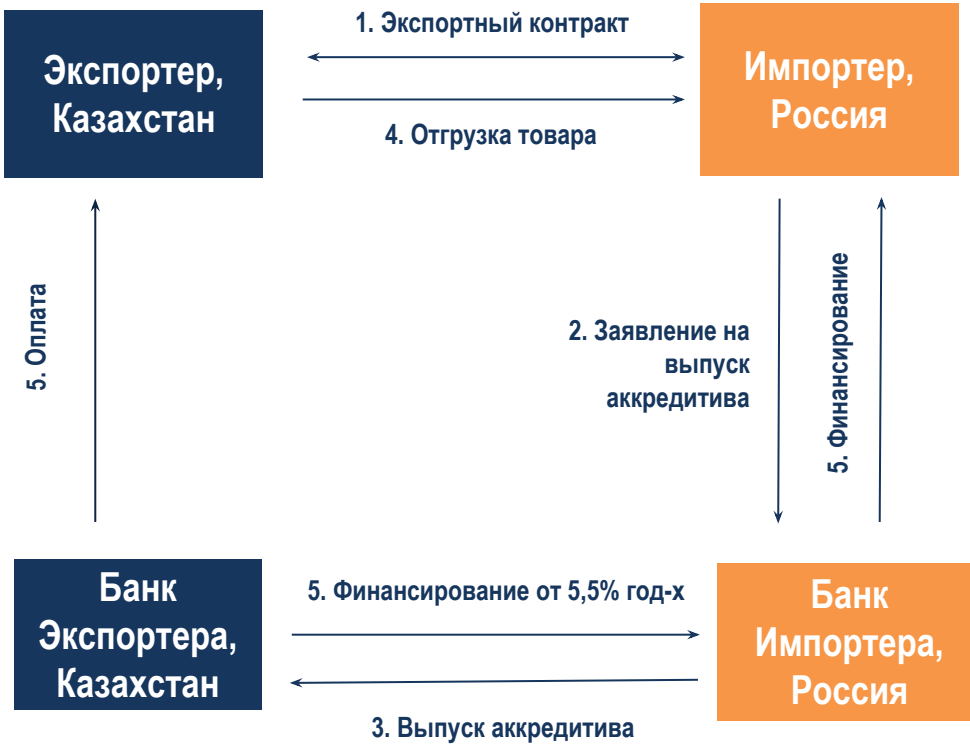 1. Экспортный контракт
Экспортер,
Казахстан
Импортер,
Россия
4. Отгрузка товара
5. Оплата
2. Заявление на
выпуск
аккредитива
5. Финансирование
Банк
Экспортера,
Казахстан
5. Финансирование от 5,5% год-х
Банк
Импортера,
Россия
3. Выпуск аккредитива